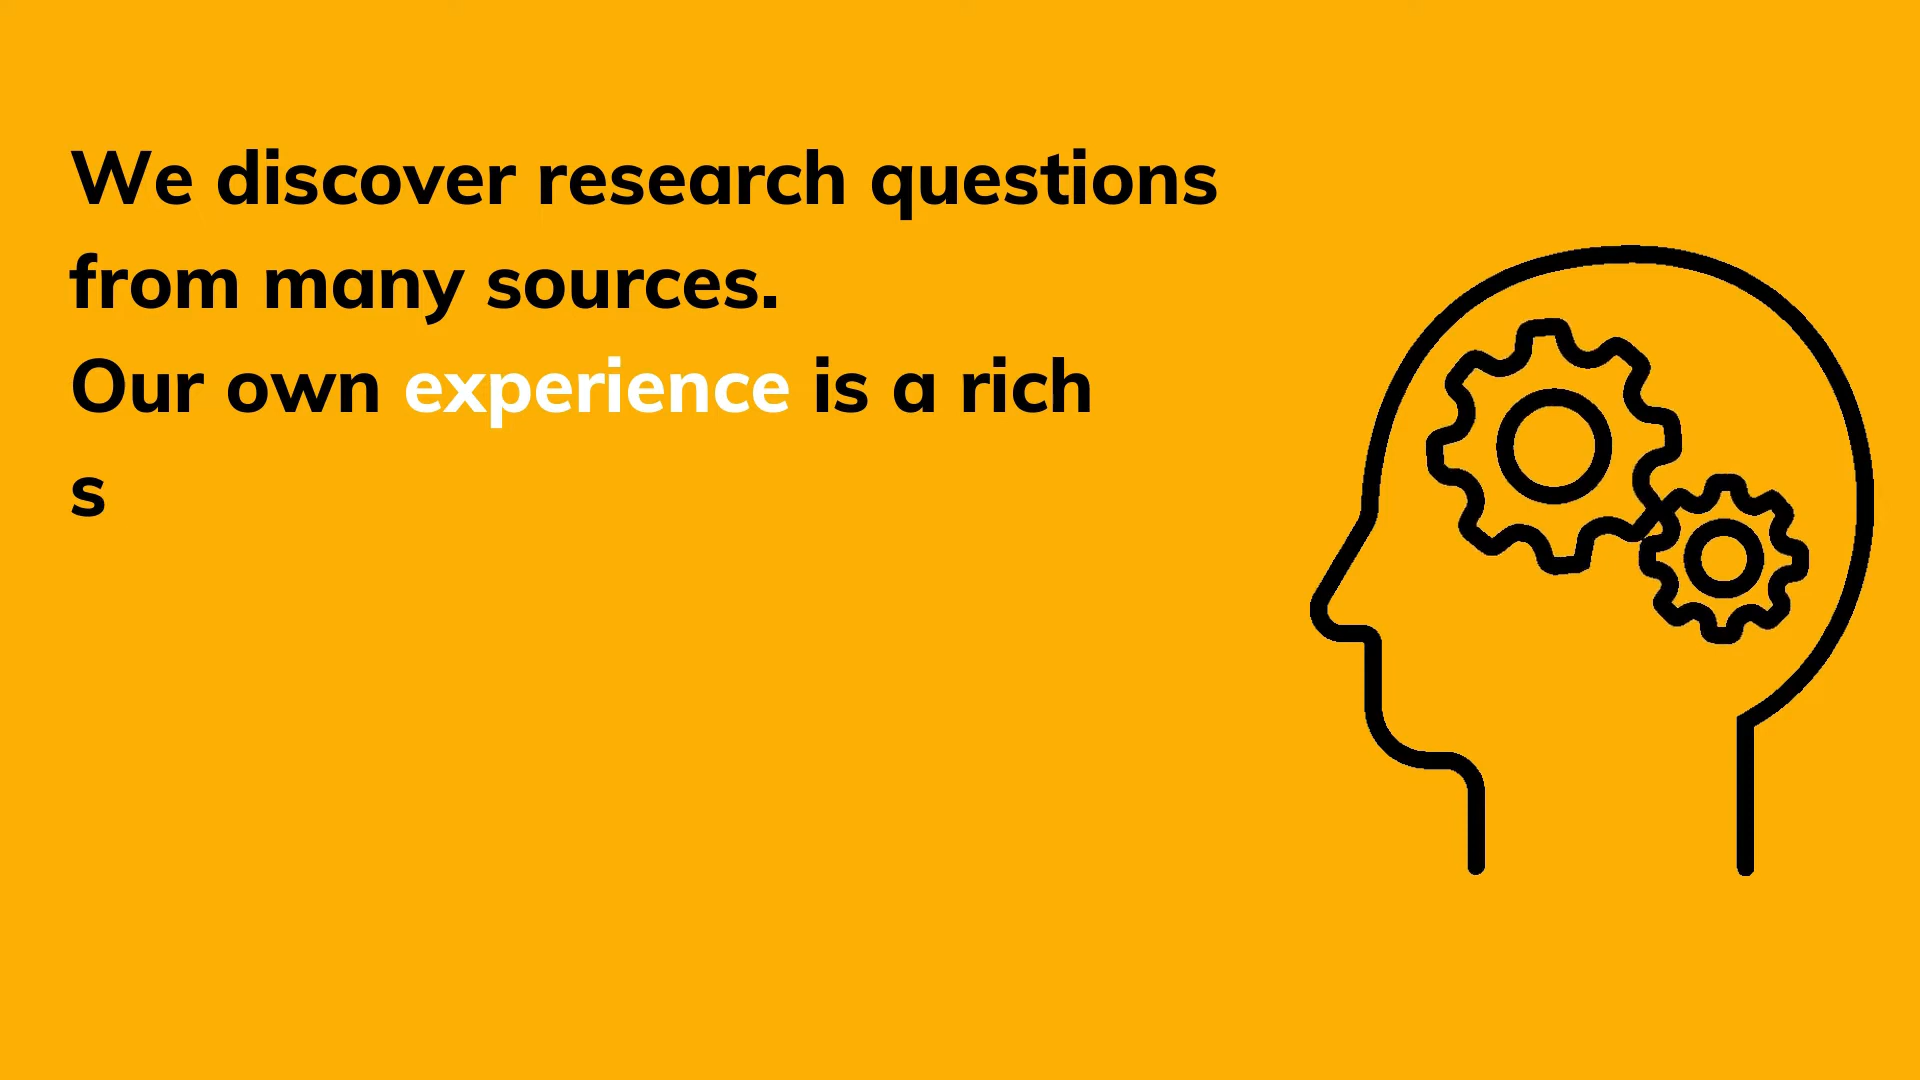 We discover research questions
from many sources.
Our own experience is a rich
s